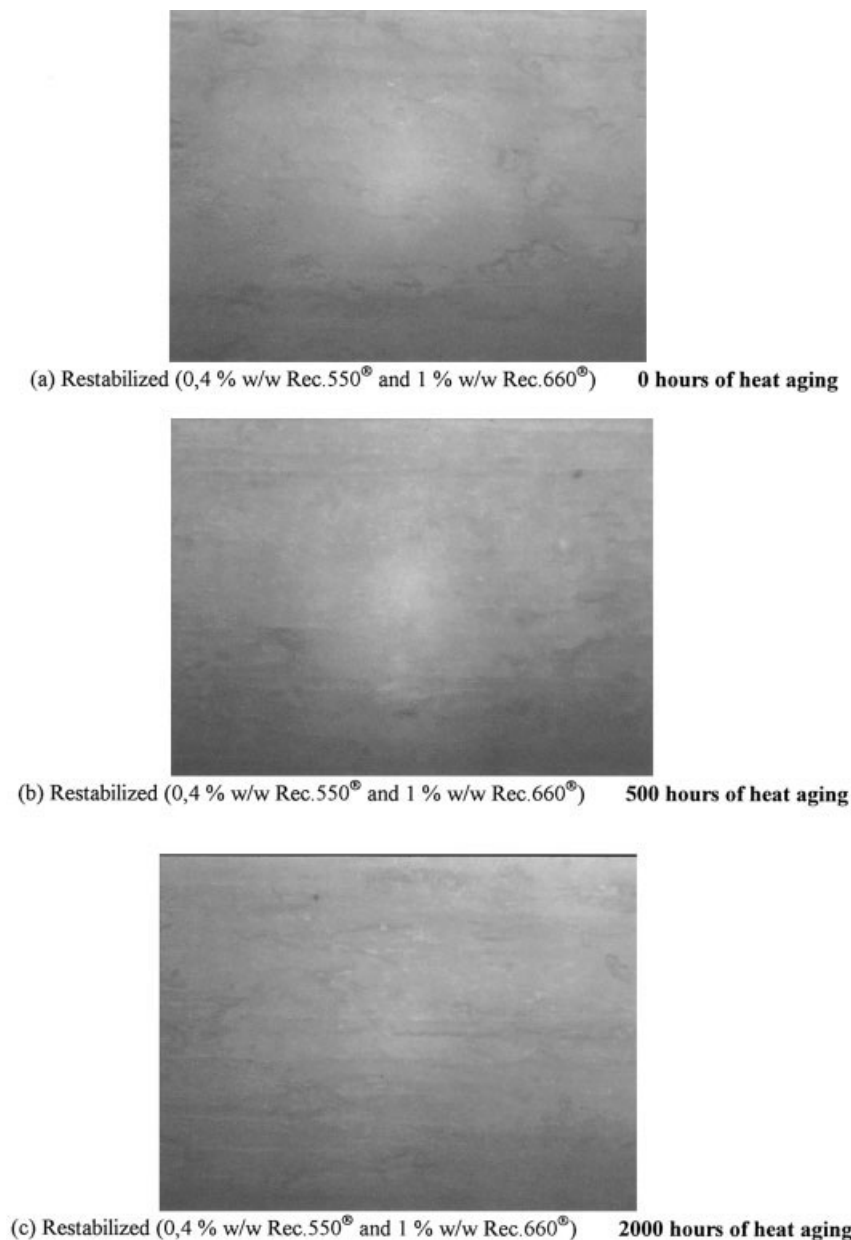 (a) Restabilized (0,4 % w/w Rec.550® and 1 % w/w Rec.660®) 0 hours of heat aging
(b) Restabilized (0,4 % w/w Rec.550® and 1 % w/w Rec.660®) 500 hours of heat aging
(c) Restabilized (0,4 % w/w Rec.550® and 1 % w/w Rec.660®) 2000 hours of heat aging